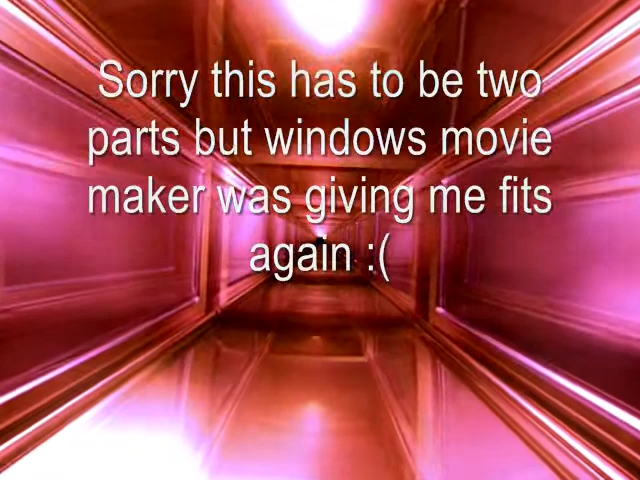 Sorry this has to be two
parts but windows movie
maker was giving me fits
again :(